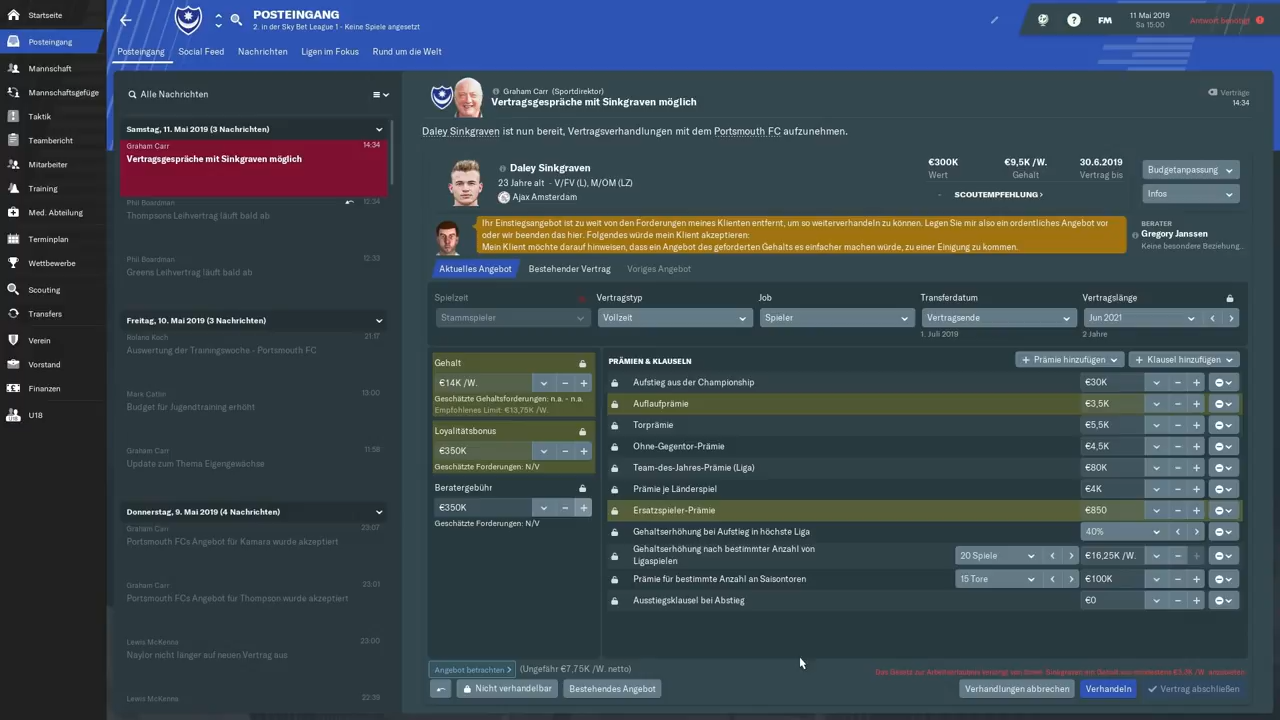 Startseite
Posteingang
Mannschaft
Mannschaftsgefüge
Taktik
Teambericht
Mitarbeiter
Training
Med. Abteilung
Terminplan
Wettbewerbe
Scouting
Transfers
Verein
Vorstand
Finanzen
U18
POSTEINGANG
2. in der Sky Bet League 1 - Keine Spiele angesetzt
FM
11 Mai 2019
Sa 15:00
Antwort benötigt
Posteingang
Social Feed
Nachrichten
Ligen im Fokus
Rund um die Welt
Alle Nachrichten
Samstag, 11. Mai 2019 (3 Nachrichten)
Graham Carr 14:34
Vertragsgespräche mit Sinkgraven möglich
Phil Boardman 12:34
Thompsons Leihvertrag läuft bald ab
Phil Boardman 12:33
Greens Leihvertrag läuft bald ab
Freitag, 10. Mai 2019 (3 Nachrichten)
Roland Koch 21:17
Auswertung der Trainingswoche - Portsmouth FC
Mark Catlin 13:00
Budget für Jugendtraining erhöht
Graham Carr 11:58
Update zum Thema Eigengewächse
Donnerstag, 9. Mai 2019 (4 Nachrichten)
Graham Carr 23:07
Portsmouth FCs Angebot für Kamara wurde akzeptiert
Graham Carr 23:01
Portsmouth FCs Angebot für Thompson wurde akzeptiert
Lewis McKenna 23:00
Naylor nicht länger auf neuen Vertrag aus
Lewis McKenna 22:39
Graham Carr (Sportdirektor)
Vertragsgespräche mit Sinkgraven möglich
Verträge
14:34
Daley Sinkgraven ist nun bereit, Vertragsverhandlungen mit dem Portsmouth FC aufzunehmen.
Daley Sinkgraven
23 Jahre alt - V/FV (L), M/OM (LZ)
Ajax Amsterdam
€300K
Wert
€9,5K /W.
Gehalt
30.6.2019
Vertrag bis
- SCOUTEMPFEHLUNG >
Budgetanpassung
Infos
Ihr Einstiegsangebot ist zu weit von den Forderungen meines Klienten entfernt, um so weiterverhandeln zu können. Legen Sie mir also ein ordentliches Angebot vor
oder wir beenden das hier. Folgendes würde mein Klient akzeptieren:
Mein Klient möchte darauf hinweisen, dass ein Angebot des geforderten Gehalts es einfacher machen würde, zu einer Einigung zu kommen.
BERATER
Gregory Janssen
Keine besondere Beziehung...
Aktuelles Angebot
Bestehender Vertrag
Voriges Angebot
Spielzeit
Stammspieler
Vertragstyp
Vollzeit
Job
Spieler
Transferdatum
Vertragsende
1. Juli 2019
Vertragslänge
Jun 2021
2 Jahre
Gehalt
€14K /W.
Geschätzte Gehaltsforderungen: n.a. - n.a.
Empfohlenes Limit: €13,75K /W.
Loyalitätsbonus
€350K
Geschätzte Forderungen: N/V
Beratergebühr
€350K
Geschätzte Forderungen: N/V
PRÄMIEN & KLAUSELN
+ Prämie hinzufügen
+ Klausel hinzufügen
Aufstieg aus der Championship €30K
Auflaufprämie €3,5K
Torprämie €5,5K
Ohne-Gegentor-Prämie €4,5K
Team-des-Jahres-Prämie (Liga) €80K
Prämie je Länderspiel €4K
Ersatzspieler-Prämie €850
Gehaltserhöhung bei Aufstieg in höchste Liga 40%
Gehaltserhöhung nach bestimmter Anzahl von
Ligaspielen 20 Spiele €16,25K /W.
Prämie für bestimmte Anzahl an Saisontoren 15 Tore €100K
Ausstiegsklausel bei Abstieg €0
Angebot betrachten >
(Ungefähr €7,75K /W. netto)
Nicht verhandelbar
Bestehendes Angebot
Verhandlungen abbrechen
Verhandeln
Vertrag abschließen